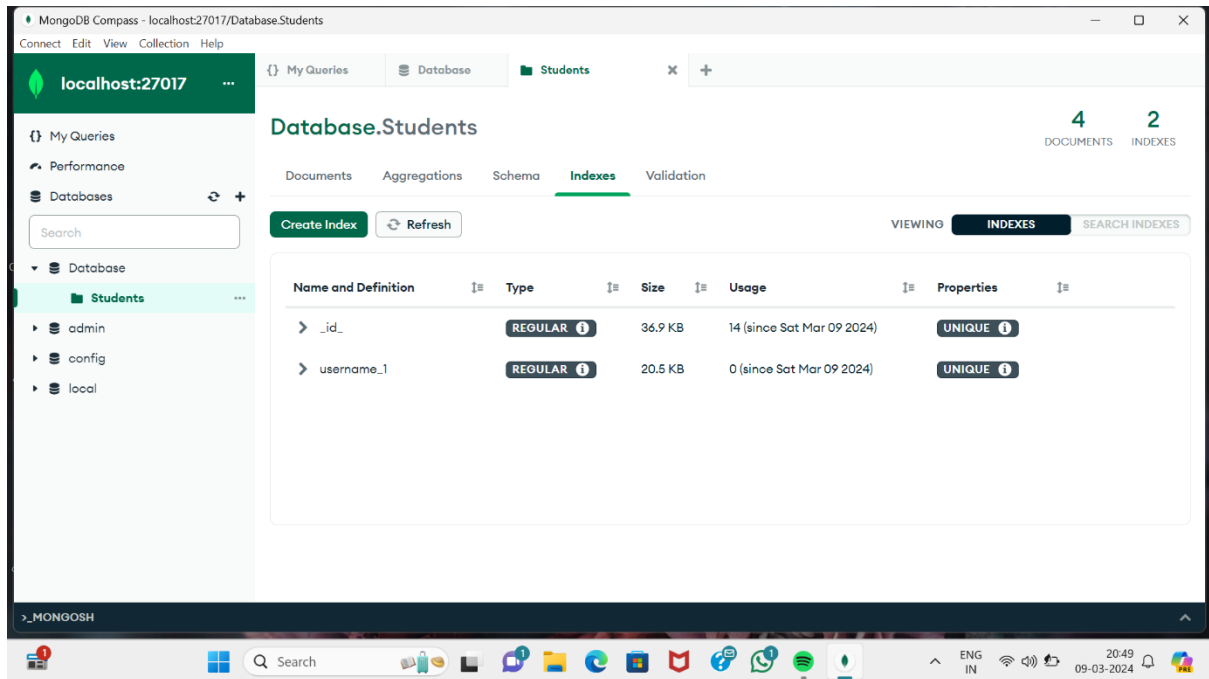 MongoDB Compass - localhost:27017/Database.Students
Connect Edit View Collection Help
localhost:27017 ...
{} My Queries
Performance
Databases
Search
Database
Students ...
admin
config
local
{} My Queries Database Students
Database.Students
4 2
DOCUMENTS INDEXES
Documents Aggregations Schema Indexes Validation
Create Index Refresh VIEWING INDEXES SEARCH INDEXES
Name and Definition Type Size Usage Properties
_id_ REGULAR 36.9 KB 14 (since Sat Mar 09 2024) UNIQUE
username_1 REGULAR 20.5 KB 0 (since Sat Mar 09 2024) UNIQUE
>_MONGOSH
1 Search 1 9 ENG 20:49
IN 09-03-2024 PRE